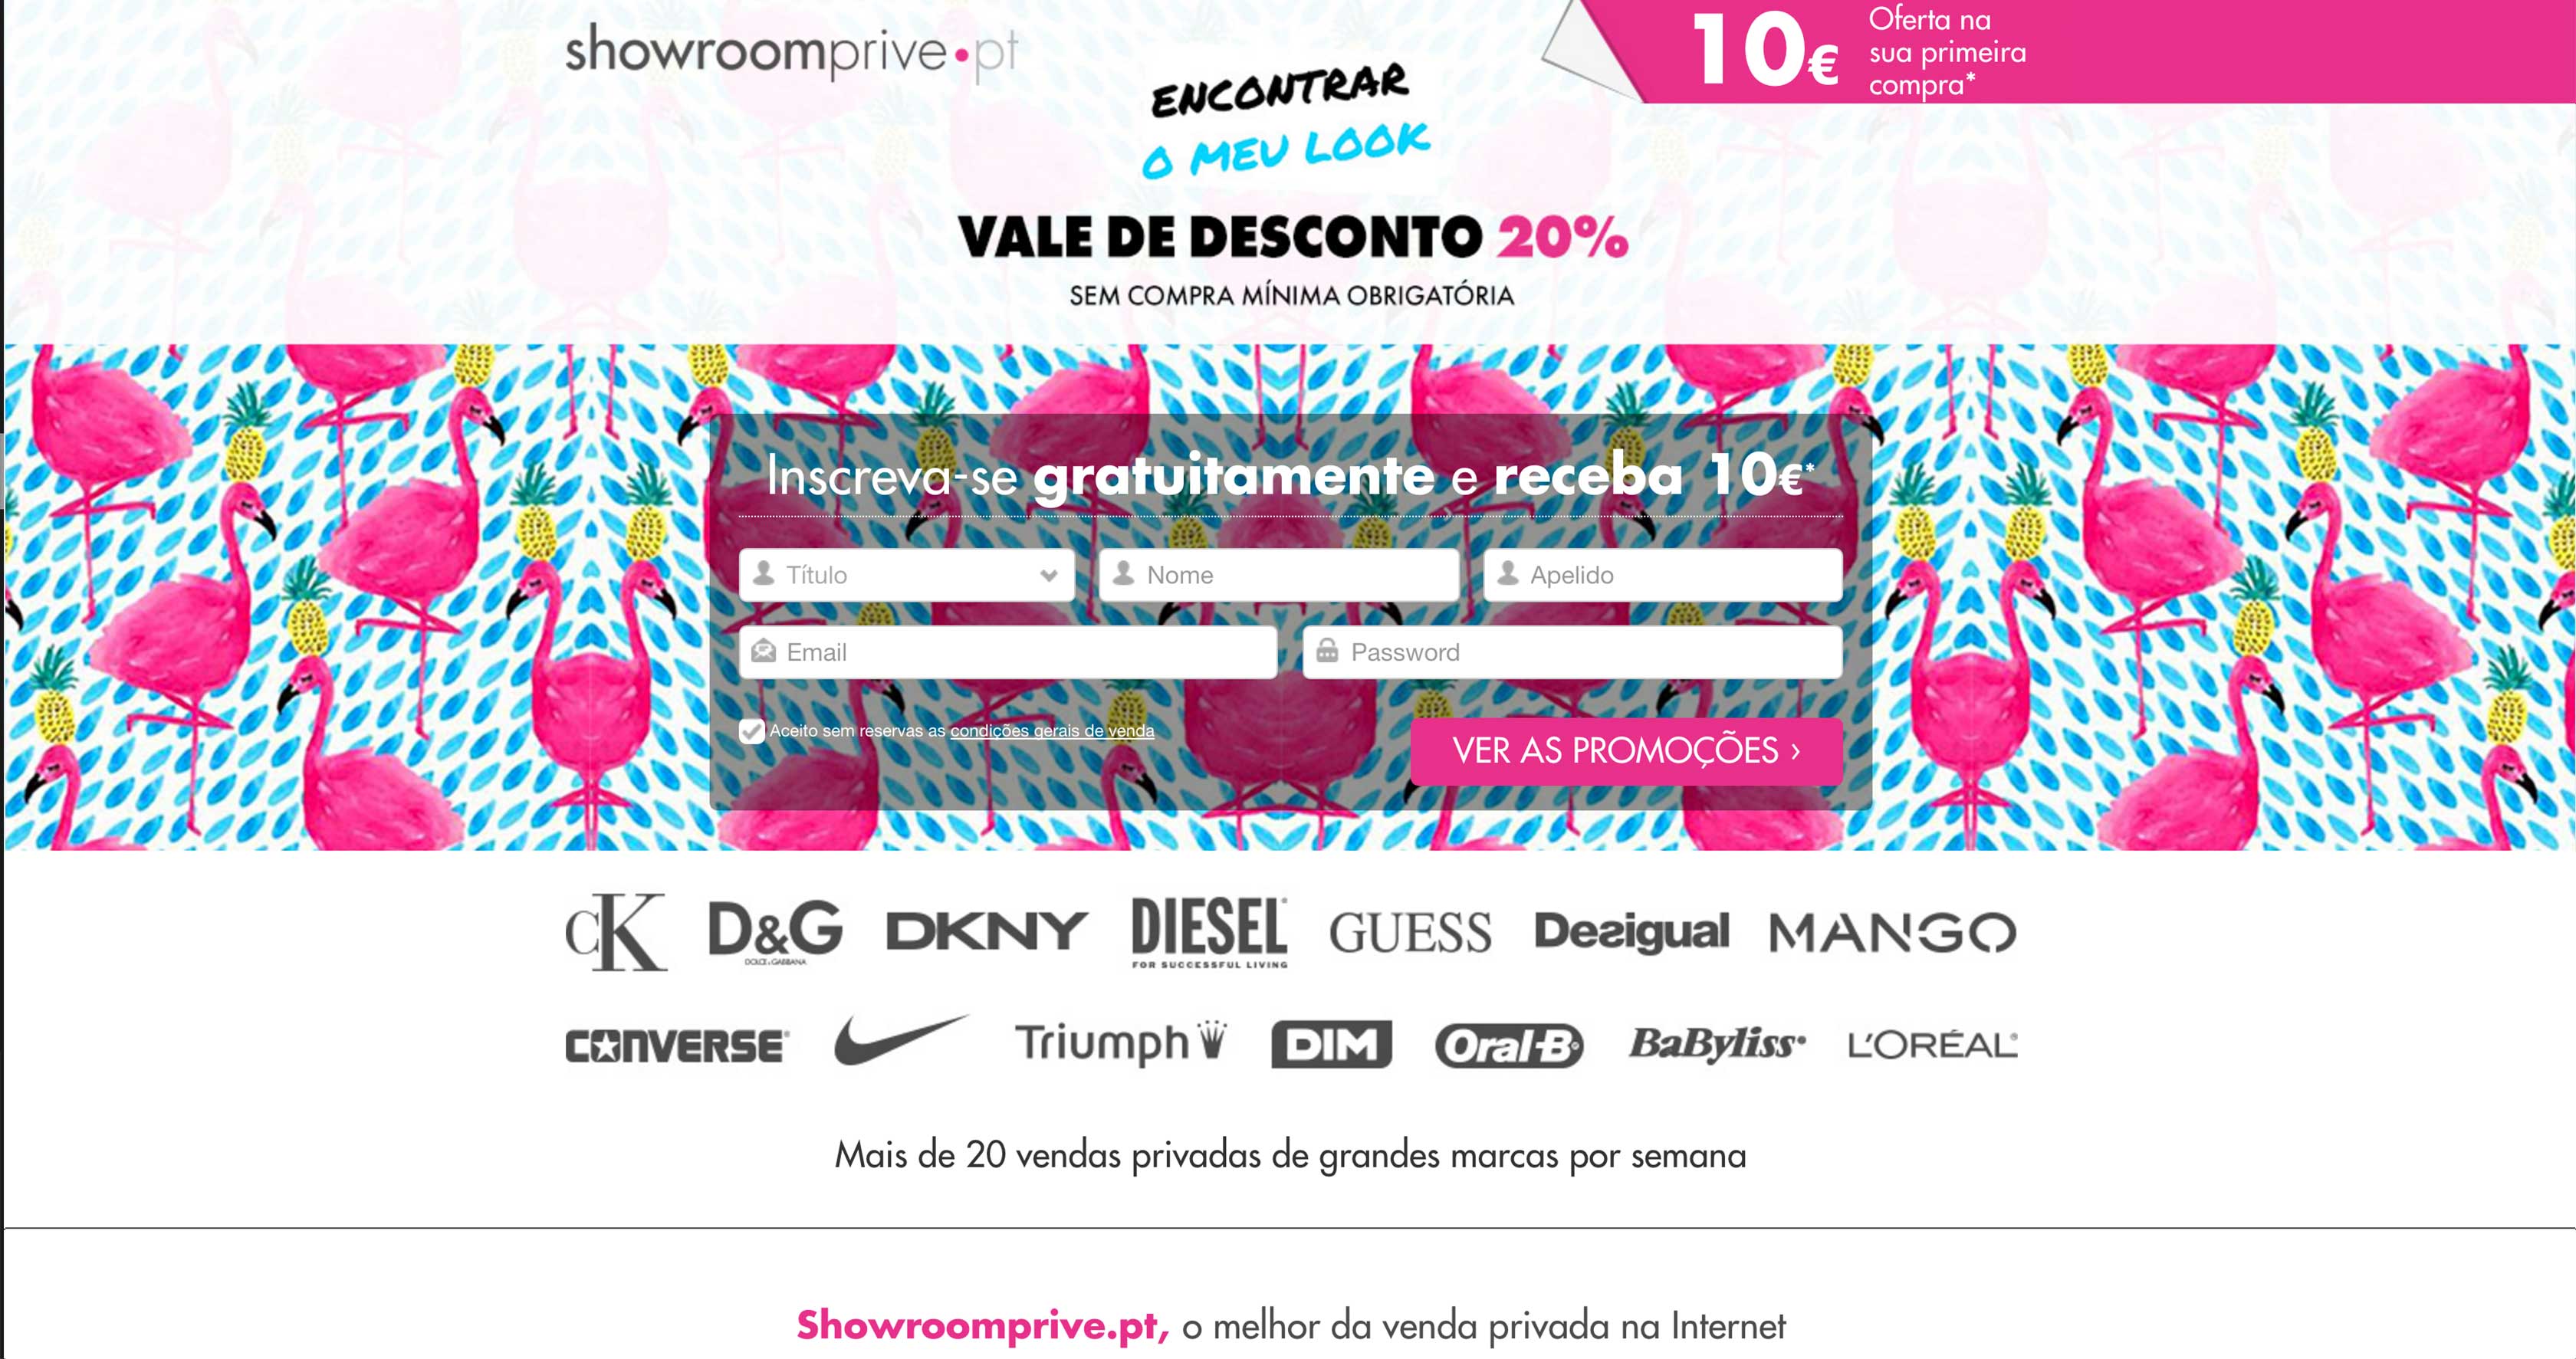 showroomprive.pt
10€
Oferta na
sua primeira
compra*
ENCONTRAR
O MEU LOOK
VALE DE DESCONTO 20%
SEM COMPRA MÍNIMA OBRIGATÓRIA
Inscreva-se gratuitamente e receba 10€*
Título Nome Apelido
Email Password
Aceito sem reservas as condições gerais de venda
VER AS PROMOÇÕES ›
cK D&G DKNY DIESEL GUESS Desigual MANGO
DOLCE & GABBANA FOR SUCCESSFUL LIVING
CONVERSE Triumph DIM Oral-B BaByliss L'ORÉAL
Mais de 20 vendas privadas de grandes marcas por semana
Showroomprive.pt, o melhor da venda privada na Internet